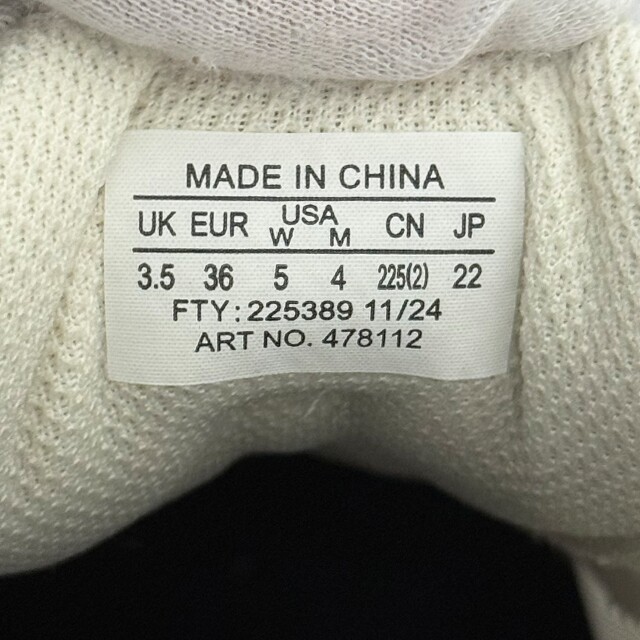 MADE IN CHINA
UK EUR USA W M CN JP
3.5 36 5 4 225(2) 22
FTY: 225389 11/24
ART NO. 478112